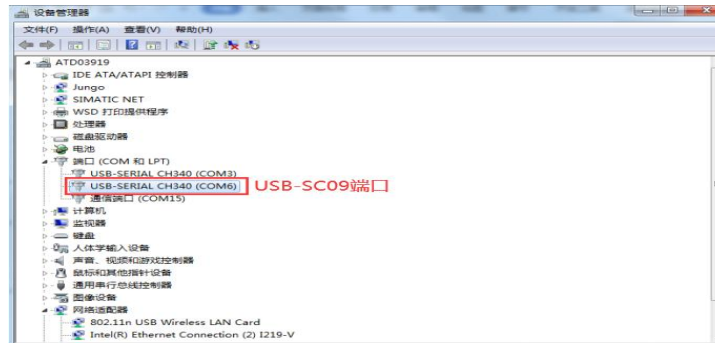 设备管理器
文件(F) 操作(A) 查看(V) 帮助(H)
ATD03919
IDE ATA/ATAPI 控制器
Jungo
SIMATIC NET
WSD 打印提供程序
处理器
磁盘驱动器
电池
端口 (COM 和 LPT)
USB-SERIAL CH340 (COM3)
USB-SERIAL CH340 (COM6) USB-SC09端口
通信端口 (COM15)
计算机
监视器
键盘
人体学输入设备
声音、视频和游戏控制器
鼠标和其他指针设备
通用串行总线控制器
图像设备
网络适配器
802.11n USB Wireless LAN Card
Intel(R) Ethernet Connection (2) I219-V